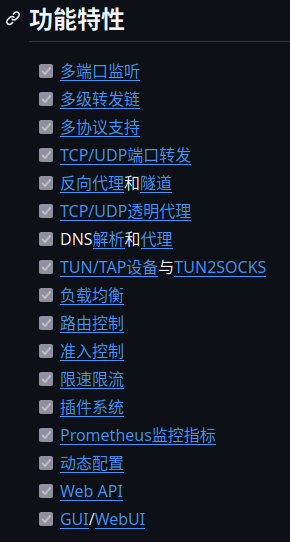 功能特性
多端口监听
多级转发链
多协议支持
TCP/UDP端口转发
反向代理和隧道
TCP/UDP透明代理
DNS解析和代理
TUN/TAP设备与TUN2SOCKS
负载均衡
路由控制
准入控制
限速限流
插件系统
Prometheus监控指标
动态配置
Web API
GUI/WebUI